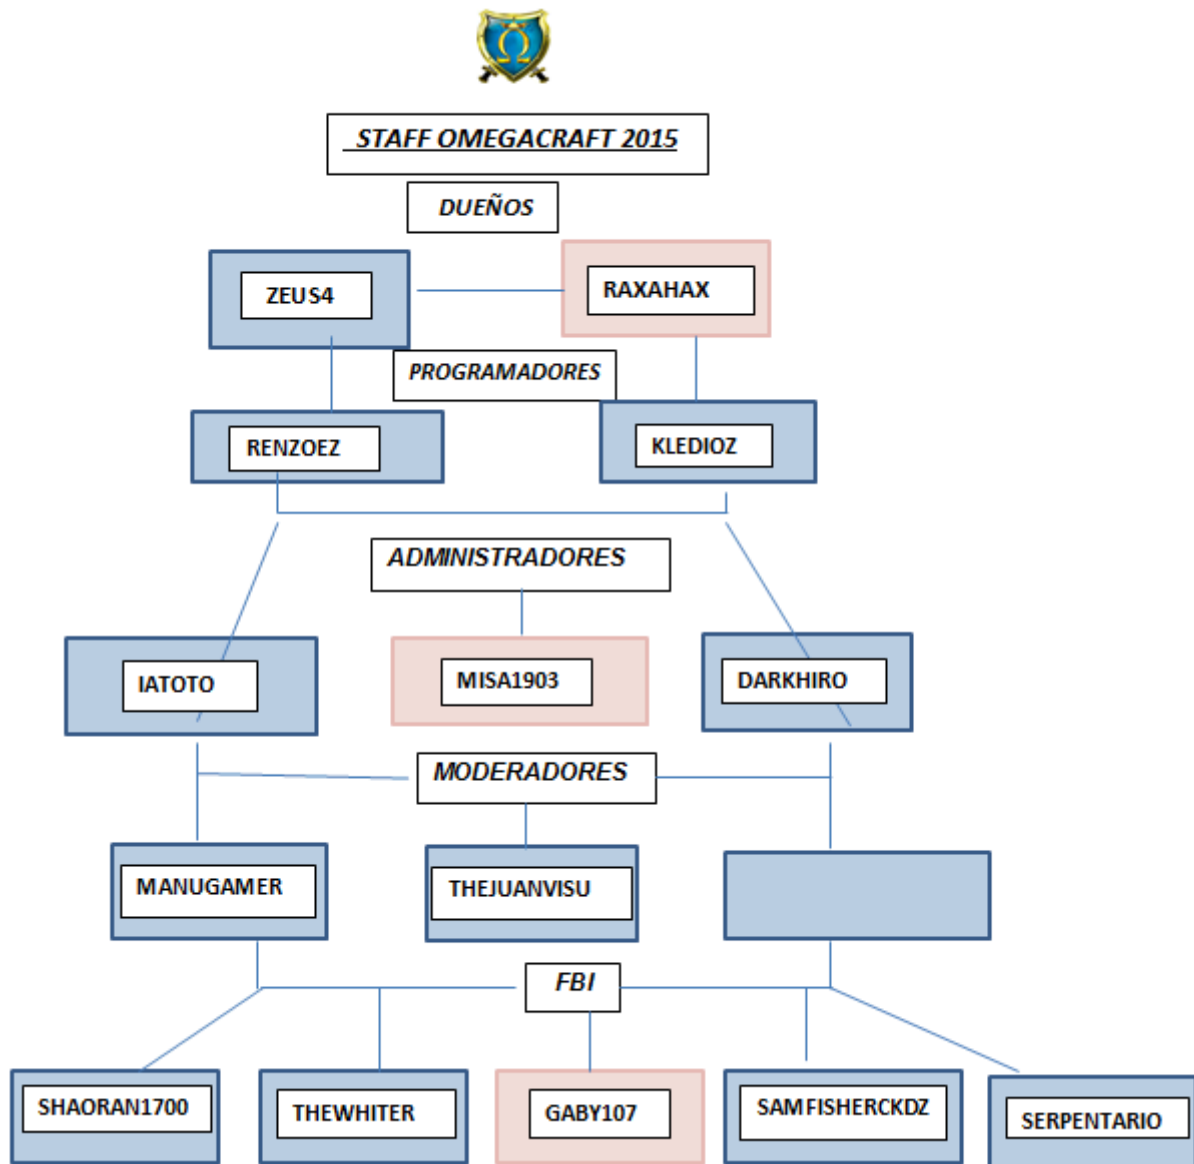 STAFF OMEGACRAFT 2015
DUEÑOS
ZEUS4
RAXAHAX
PROGRAMADORES
RENZOEZ
KLEDIOZ
ADMINISTRADORES
IATOTO
MISA1903
DARKHIRO
MODERADORES
MANUGAMER
THEJUANVISU
FBI
SHAORAN1700
THEWHITER
GABY107
SAMFISHERCKDZ
SERPENTARIO